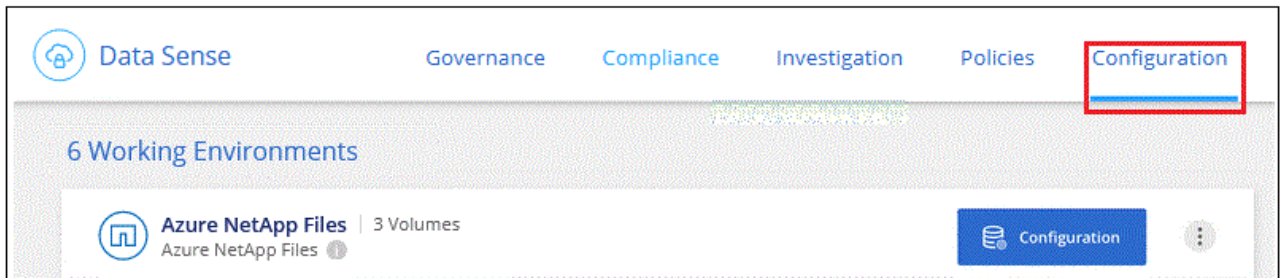 Data Sense Governance Compliance Investigation Policies Configuration
6 Working Environments
Azure NetApp Files | 3 Volumes
Azure NetApp Files
Configuration